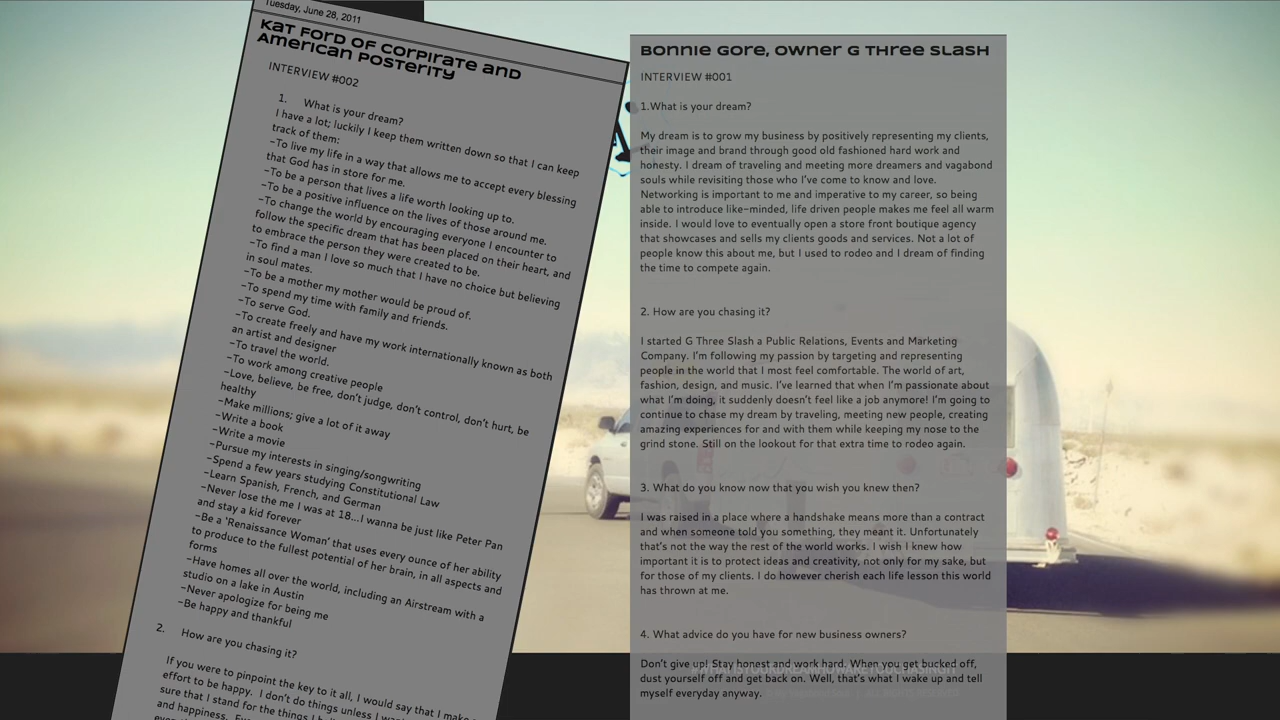 Tuesday, June 28, 2011
Kat Ford of Corpirate and
American Posterity
INTERVIEW #002
1. What is your dream?
I have a lot; luckily I keep them written down so that I can keep
track of them:
-To live my life in a way that allows me to accept every blessing
that God has in store for me.
-To be a person that lives a life worth looking up to.
-To be a positive influence on the lives of those around me.
-To change the world by encouraging everyone I encounter to
follow the specific dream that has been placed on their heart, and
to embrace the person they were created to be.
-To find a man I love so much that I have no choice but believing
in soul mates.
-To be a mother my mother would be proud of.
-To spend my time with family and friends.
-To serve God.
-To create freely and have my work internationally known as both
an artist and designer
-To travel the world.
-To work among creative people
-Love, believe, be free, don't judge, don't control, don't hurt, be
healthy
-Make millions; give a lot of it away
-Write a book
-Write a movie
-Pursue my interests in singing/songwriting
-Spend a few years studying Constitutional Law
-Learn Spanish, French, and German
-Never lose the me I was at 18...I wanna be just like Peter Pan
and stay a kid forever
-Be a 'Renaissance Woman' that uses every ounce of her ability
to produce to the fullest potential of her brain, in all aspects and
forms
-Have homes all over the world, including an Airstream with a
studio on a lake in Austin
-Never apologize for being me
-Be happy and thankful
2. How are you chasing it?
If you were to pinpoint the key to it all, I would say that I make
effort to be happy. I don't do things unless I
sure that I stand for the things I
and happiness.
Bonnie Gore, Owner G Three Slash
INTERVIEW #001
1.What is your dream?
My dream is to grow my business by positively representing my clients,
their image and brand through good old fashioned hard work and
honesty. I dream of traveling and meeting more dreamers and vagabond
souls while revisiting those who I've come to know and love.
Networking is important to me and imperative to my career, so being
able to introduce like-minded, life driven people makes me feel all warm
inside. I would love to eventually open a store front boutique agency
that showcases and sells my clients goods and services. Not a lot of
people know this about me, but I used to rodeo and I dream of finding
the time to compete again.
2. How are you chasing it?
I started G Three Slash a Public Relations, Events and Marketing
Company. I'm following my passion by targeting and representing
people in the world that I most feel comfortable. The world of art,
fashion, design, and music. I've learned that when I'm passionate about
what I'm doing, it suddenly doesn't feel like a job anymore! I'm going to
continue to chase my dream by traveling, meeting new people, creating
amazing experiences for and with them while keeping my nose to the
grind stone. Still on the lookout for that extra time to rodeo again.
3. What do you know now that you wish you knew then?
I was raised in a place where a handshake means more than a contract
and when someone told you something, they meant it. Unfortunately
that's not the way the rest of the world works. I wish I knew how
important it is to protect ideas and creativity, not only for my sake, but
for those of my clients. I do however cherish each life lesson this world
has thrown at me.
4. What advice do you have for new business owners?
Don't give up! Stay honest and work hard. When you get bucked off,
dust yourself off and get back on. Well, that's what I wake up and tell
myself everyday anyway.